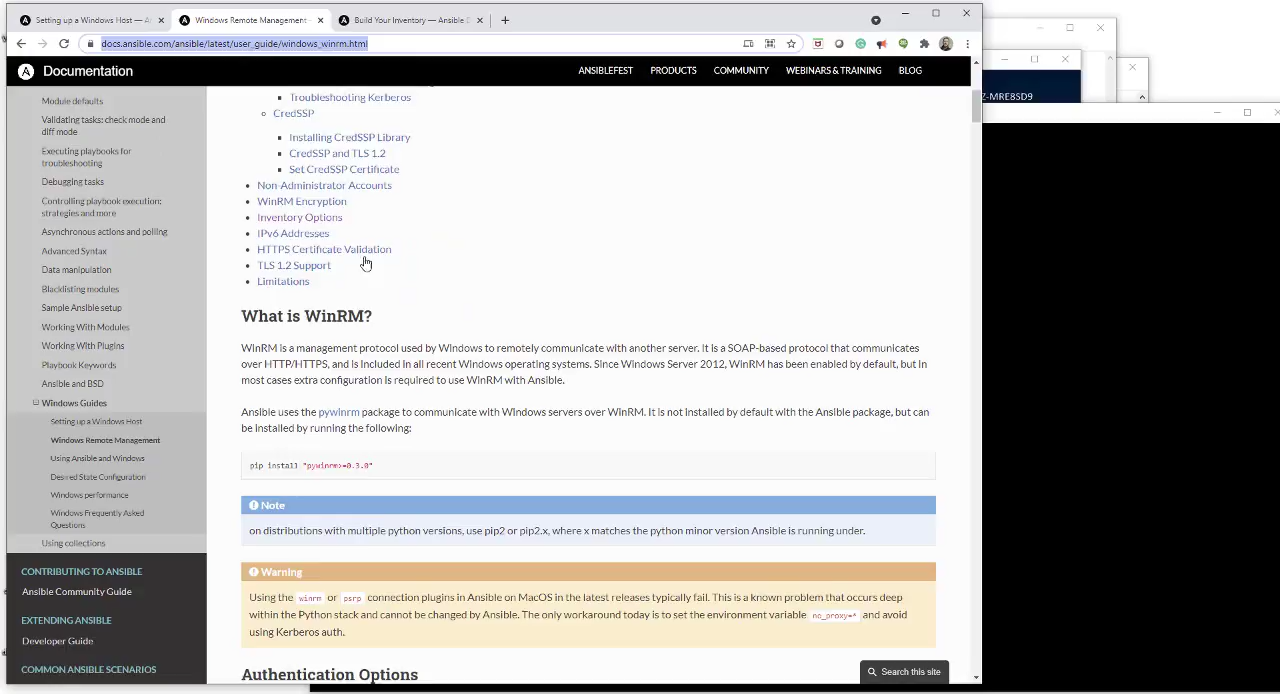 Setting up a Windows Host — A
Windows Remote Management
Build Your Inventory — Ansible D
docs.ansible.com/ansible/latest/user_guide/windows_winrm.html
Documentation
ANSIBLEFEST
PRODUCTS
COMMUNITY
WEBINARS & TRAINING
BLOG
Module defaults
Validating tasks: check mode and
diff mode
Executing playbooks for
troubleshooting
Debugging tasks
Controlling playbook execution:
strategies and more
Asynchronous actions and polling
Advanced Syntax
Data manipulation
Blacklisting modules
Sample Ansible setup
Working With Modules
Working With Plugins
Playbook Keywords
Ansible and BSD
Windows Guides
Setting up a Windows Host
Windows Remote Management
Using Ansible and Windows
Desired State Configuration
Windows performance
Windows Frequently Asked
Questions
Using collections
CONTRIBUTING TO ANSIBLE
Ansible Community Guide
EXTENDING ANSIBLE
Developer Guide
COMMON ANSIBLE SCENARIOS
Troubleshooting Kerberos
CredSSP
Installing CredSSP Library
CredSSP and TLS 1.2
Set CredSSP Certificate
Non-Administrator Accounts
WinRM Encryption
Inventory Options
IPv6 Addresses
HTTPS Certificate Validation
TLS 1.2 Support
Limitations
What is WinRM?
WinRM is a management protocol used by Windows to remotely communicate with another server. It is a SOAP-based protocol that communicates
over HTTP/HTTPS, and is included in all recent Windows operating systems. Since Windows Server 2012, WinRM has been enabled by default, but in
most cases extra configuration is required to use WinRM with Ansible.
Ansible uses the pywinrm package to communicate with Windows servers over WinRM. It is not installed by default with the Ansible package, but can
be installed by running the following:
pip install "pywinrm>=0.3.0"
Note
on distributions with multiple python versions, use pip2 or pip2.x, where x matches the python minor version Ansible is running under.
Warning
Using the winrm or psrp connection plugins in Ansible on MacOS in the latest releases typically fail. This is a known problem that occurs deep
within the Python stack and cannot be changed by Ansible. The only workaround today is to set the environment variable no_proxy=* and avoid
using Kerberos auth.
Authentication Options
Search this site
Z-MRE8SD9